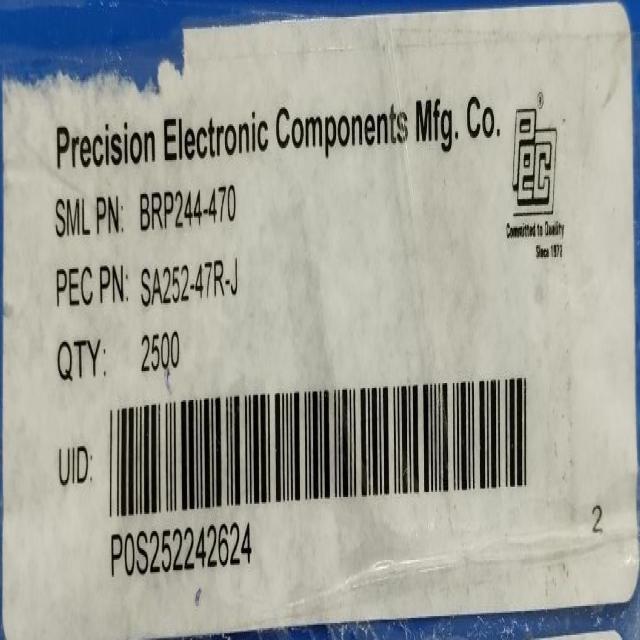 Precision Electronic Components Mfg. Co.
®
PEC
Committed to Quality
Since 1972
SML PN: BRP244-470
PEC PN: SA252-47R-J
QTY: 2500
UID:
P0S252242624
2